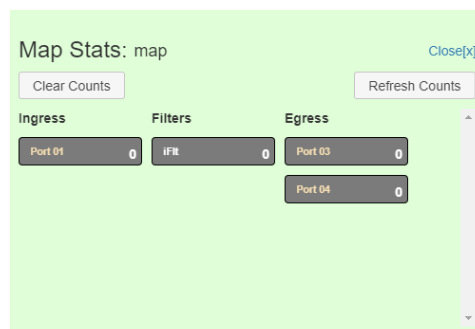 Map Stats: map
Close[x]
Clear Counts
Refresh Counts
Ingress Filters Egress
Port 01 0 iFlt 0 Port 03 0
Port 04 0